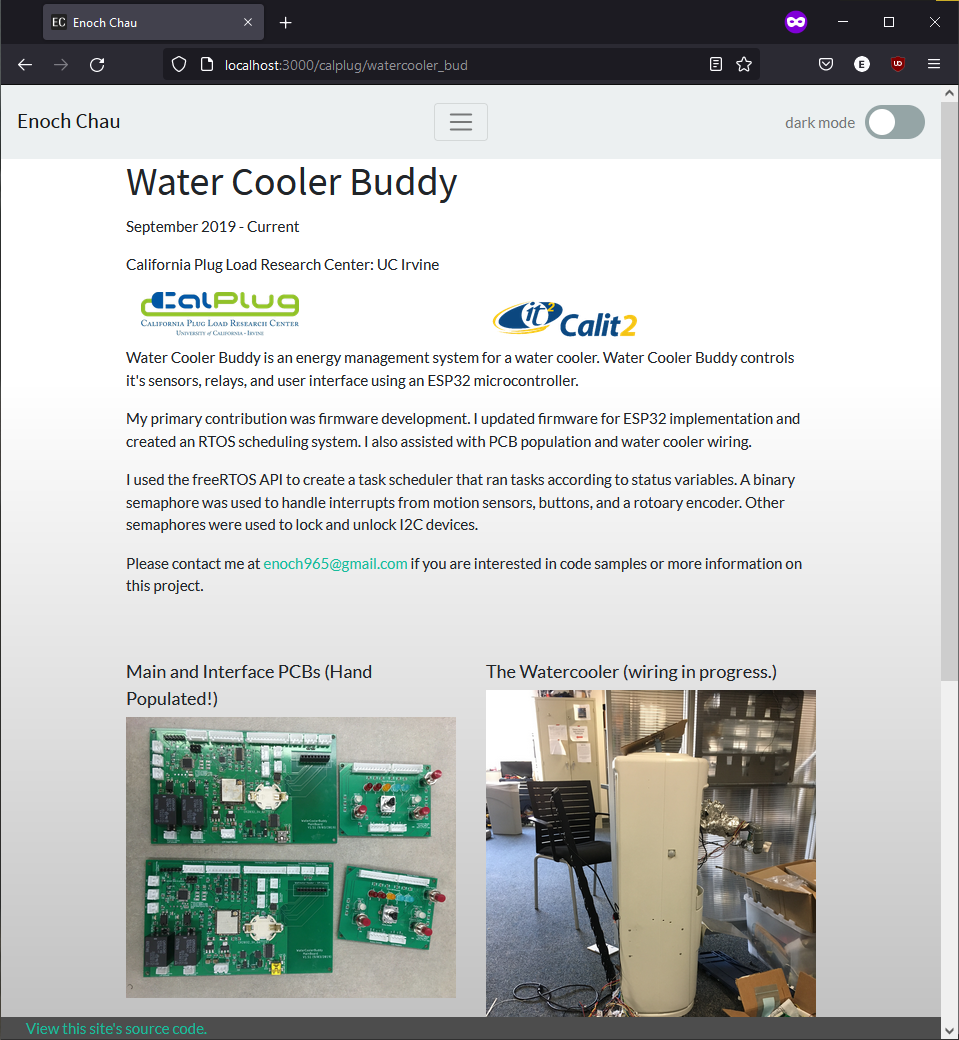 EC Enoch Chau
localhost:3000/calplug/watercooler_bud
E
Enoch Chau
dark mode
Water Cooler Buddy
September 2019 - Current
California Plug Load Research Center: UC Irvine
CalPlug
CALIFORNIA PLUG LOAD RESEARCH CENTER
UNIVERSITY OF CALIFORNIA - IRVINE
it2 Calit2
Water Cooler Buddy is an energy management system for a water cooler. Water Cooler Buddy controls
it's sensors, relays, and user interface using an ESP32 microcontroller.
My primary contribution was firmware development. I updated firmware for ESP32 implementation and
created an RTOS scheduling system. I also assisted with PCB population and water cooler wiring.
I used the freeRTOS API to create a task scheduler that ran tasks according to status variables. A binary
semaphore was used to handle interrupts from motion sensors, buttons, and a rotoary encoder. Other
semaphores were used to lock and unlock I2C devices.
Please contact me at enoch965@gmail.com if you are interested in code samples or more information on
this project.
Main and Interface PCBs (Hand
Populated!)
The Watercooler (wiring in progress.)
View this site's source code.